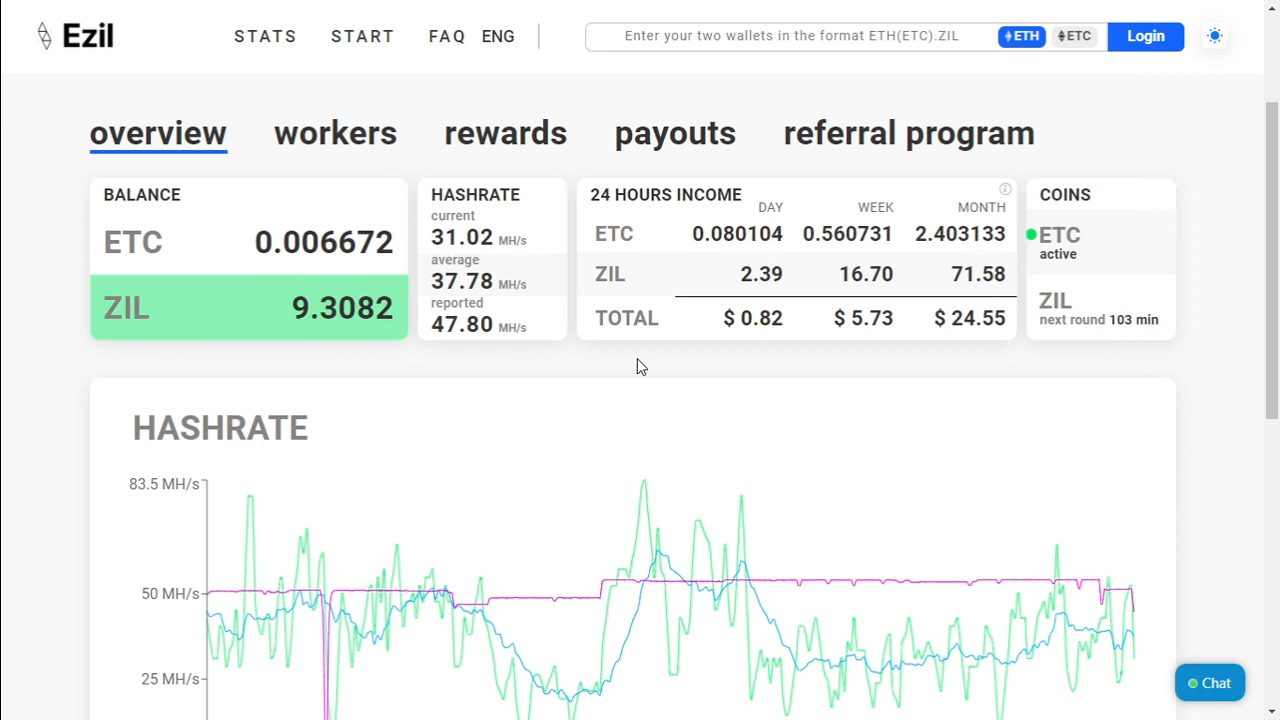 Ezil
STATS START FAQ ENG
Enter your two wallets in the format ETH(ETC).ZIL
ETH ETC Login
overview workers rewards payouts referral program
BALANCE
ETC 0.006672
ZIL 9.3082
HASHRATE
current
31.02 MH/s
average
37.78 MH/s
reported
47.80 MH/s
24 HOURS INCOME
DAY WEEK MONTH
ETC 0.080104 0.560731 2.403133
ZIL 2.39 16.70 71.58
TOTAL $ 0.82 $ 5.73 $ 24.55
COINS
ETC
active
ZIL
next round 103 min
HASHRATE
83.5 MH/s
50 MH/s
25 MH/s
Chat